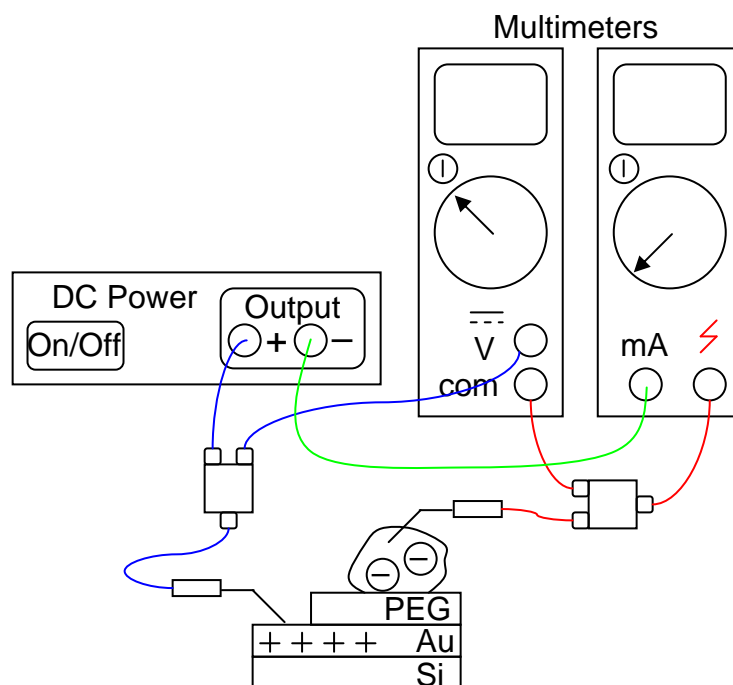 Multimeters
DC Power
Output
On/Off
+
−
V
com
mA
− −
PEG
+ + + + Au
Si